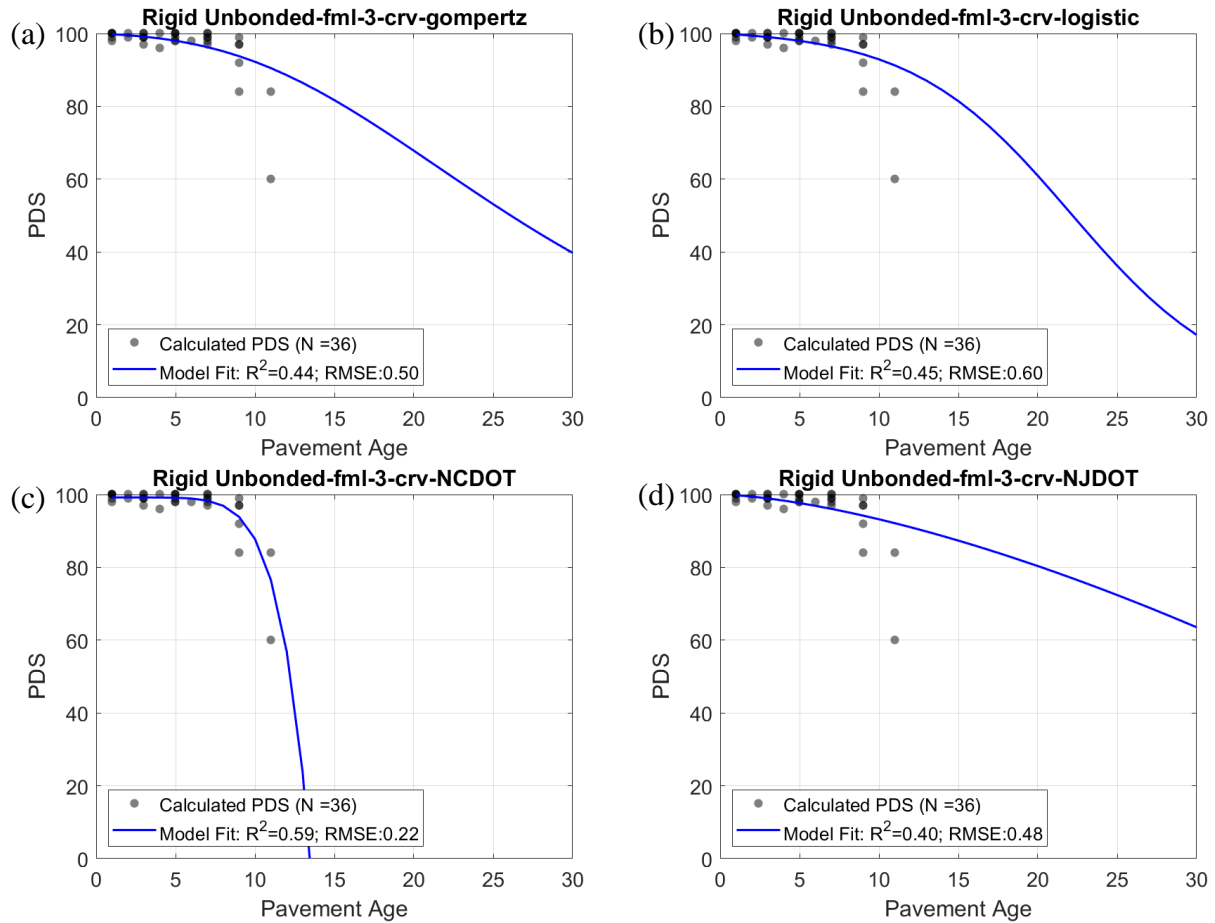 (a)
Rigid Unbonded-fml-3-crv-gompertz
100
80
60
40
20
0
PDS
Calculated PDS (N =36)
Model Fit: R²=0.44; RMSE:0.50
0 5 10 15 20 25 30
Pavement Age
(b)
Rigid Unbonded-fml-3-crv-logistic
100
80
60
40
20
0
PDS
Calculated PDS (N =36)
Model Fit: R²=0.45; RMSE:0.60
0 5 10 15 20 25 30
Pavement Age
(c)
Rigid Unbonded-fml-3-crv-NCDOT
100
80
60
40
20
0
PDS
Calculated PDS (N =36)
Model Fit: R²=0.59; RMSE:0.22
0 5 10 15 20 25 30
Pavement Age
(d)
Rigid Unbonded-fml-3-crv-NJDOT
100
80
60
40
20
0
PDS
Calculated PDS (N =36)
Model Fit: R²=0.40; RMSE:0.48
0 5 10 15 20 25 30
Pavement Age